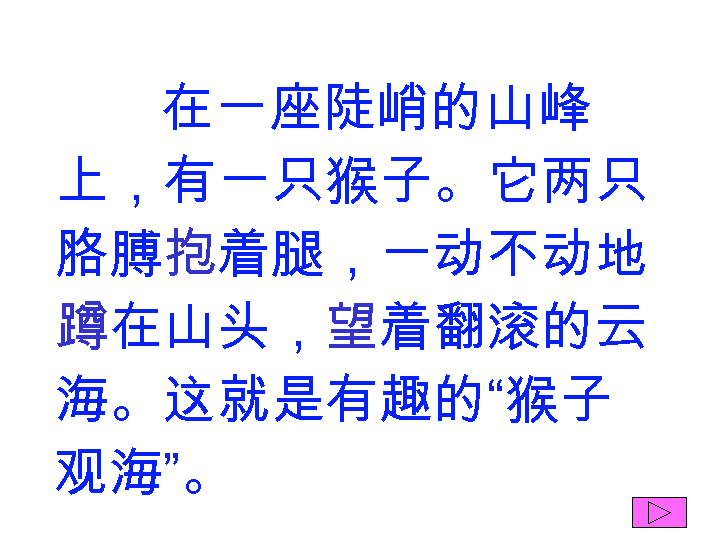 在一座陡峭的山峰
上，有一只猴子。它两只
胳膊抱着腿，一动不动地
蹲在山头，望着翻滚的云
海。这就是有趣的“猴子
观海”。